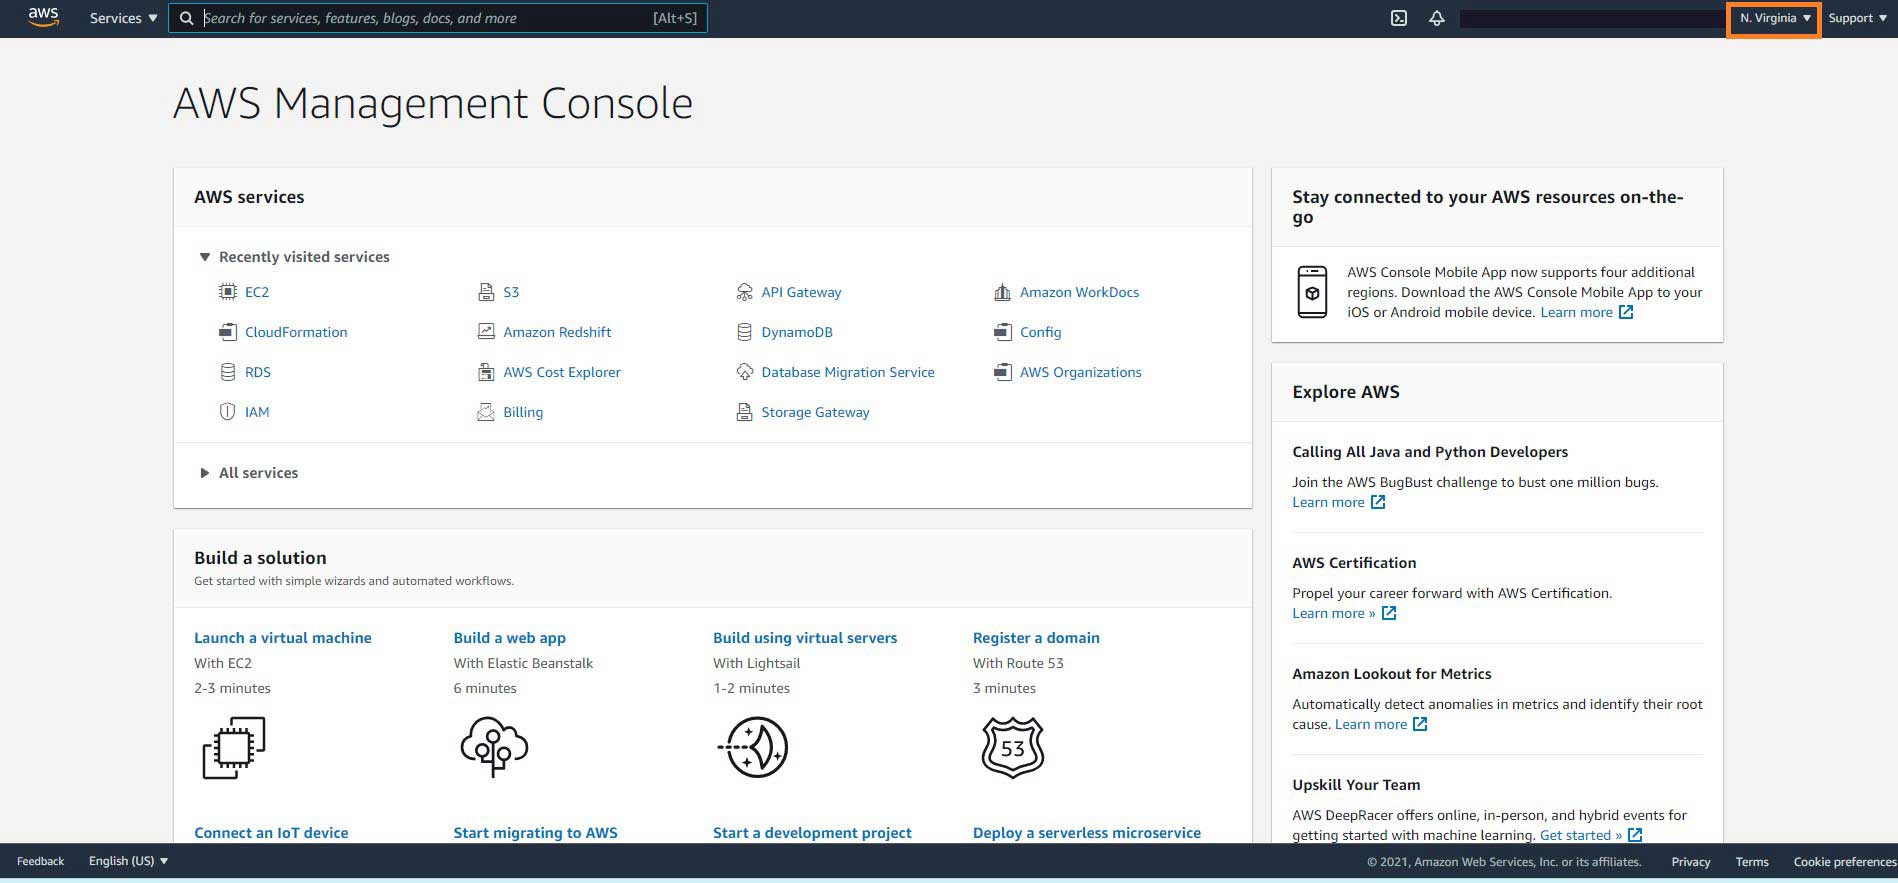 aws Services Search for services, features, blogs, docs, and more [Alt+S] N. Virginia Support
AWS Management Console
AWS services
Recently visited services
EC2 S3 API Gateway Amazon WorkDocs
CloudFormation Amazon Redshift DynamoDB Config
RDS AWS Cost Explorer Database Migration Service AWS Organizations
IAM Billing Storage Gateway
All services
Build a solution
Get started with simple wizards and automated workflows.
Launch a virtual machine
With EC2
2-3 minutes
Build a web app
With Elastic Beanstalk
6 minutes
Build using virtual servers
With Lightsail
1-2 minutes
Register a domain
With Route 53
3 minutes
53
Connect an IoT device
Start migrating to AWS
Start a development project
Deploy a serverless microservice
Stay connected to your AWS resources on-the-
go
AWS Console Mobile App now supports four additional
regions. Download the AWS Console Mobile App to your
iOS or Android mobile device. Learn more
Explore AWS
Calling All Java and Python Developers
Join the AWS BugBust challenge to bust one million bugs.
Learn more
AWS Certification
Propel your career forward with AWS Certification.
Learn more »
Amazon Lookout for Metrics
Automatically detect anomalies in metrics and identify their root
cause. Learn more
Upskill Your Team
AWS DeepRacer offers online, in-person, and hybrid events for
getting started with machine learning. Get started »
Feedback English (US) © 2021, Amazon Web Services, Inc. or its affiliates. Privacy Terms Cookie preferences